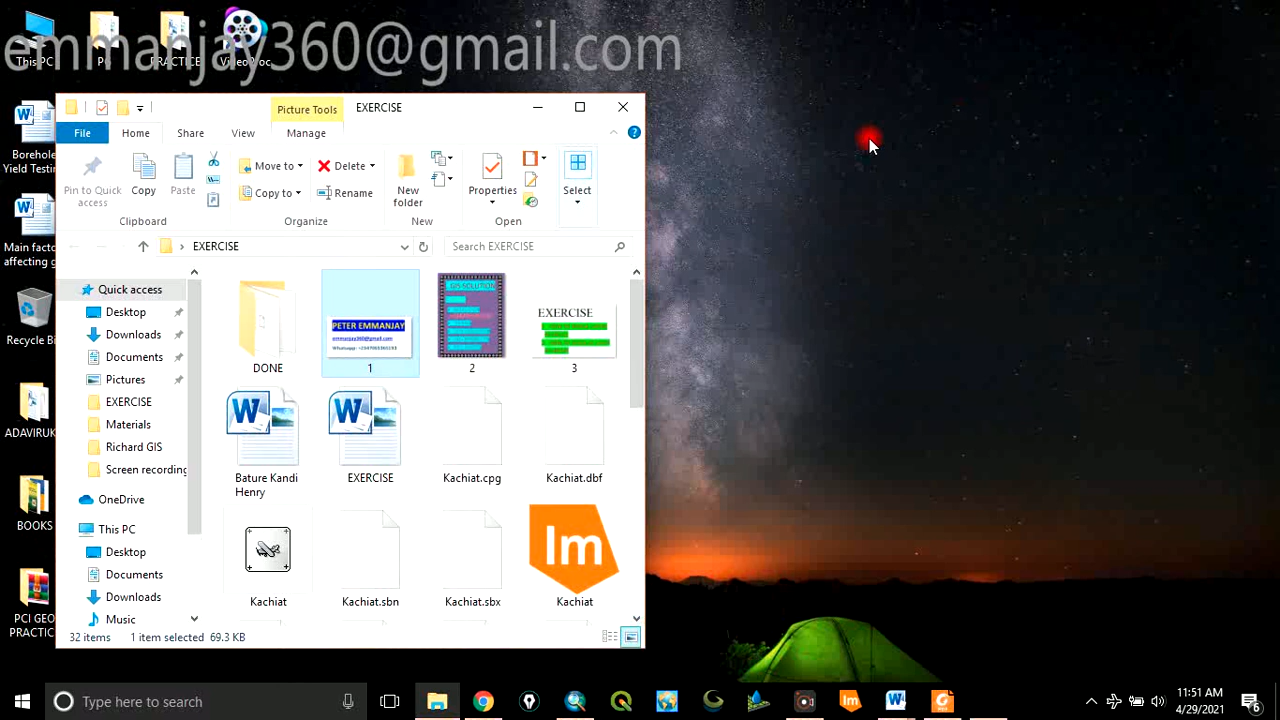 emmanjay360@gmail.com
This PC
PRACTICE
Picture Tools
EXERCISE
File
Home
Share
View
Manage
Pin to Quick
access
Copy
Paste
Move to
Copy to
Delete
Rename
New
folder
Properties
Select
Clipboard
Organize
New
Open
EXERCISE
Search EXERCISE
Quick access
Desktop
Downloads
Documents
Pictures
EXERCISE
Materials
Richard GIS
Screen recording
OneDrive
This PC
Desktop
Documents
Downloads
Music
DONE
PETER EMMANJAY
emmanjay360@gmail.com
1
GIS SOLUTION
2
EXERCISE
3
Bature Kandi
Henry
EXERCISE
Kachiat.cpg
Kachiat.dbf
Kachiat
Kachiat.sbn
Kachiat.sbx
lm
Kachiat
32 items
1 item selected 69.3 KB
Borehole
Yield Testin
Main facto
affecting g
Recycle Bi
ADAVIRUK
BOOKS
PCI GEO
PRACTIC
Type here to search
lm
11:51 AM
4/29/2021
6